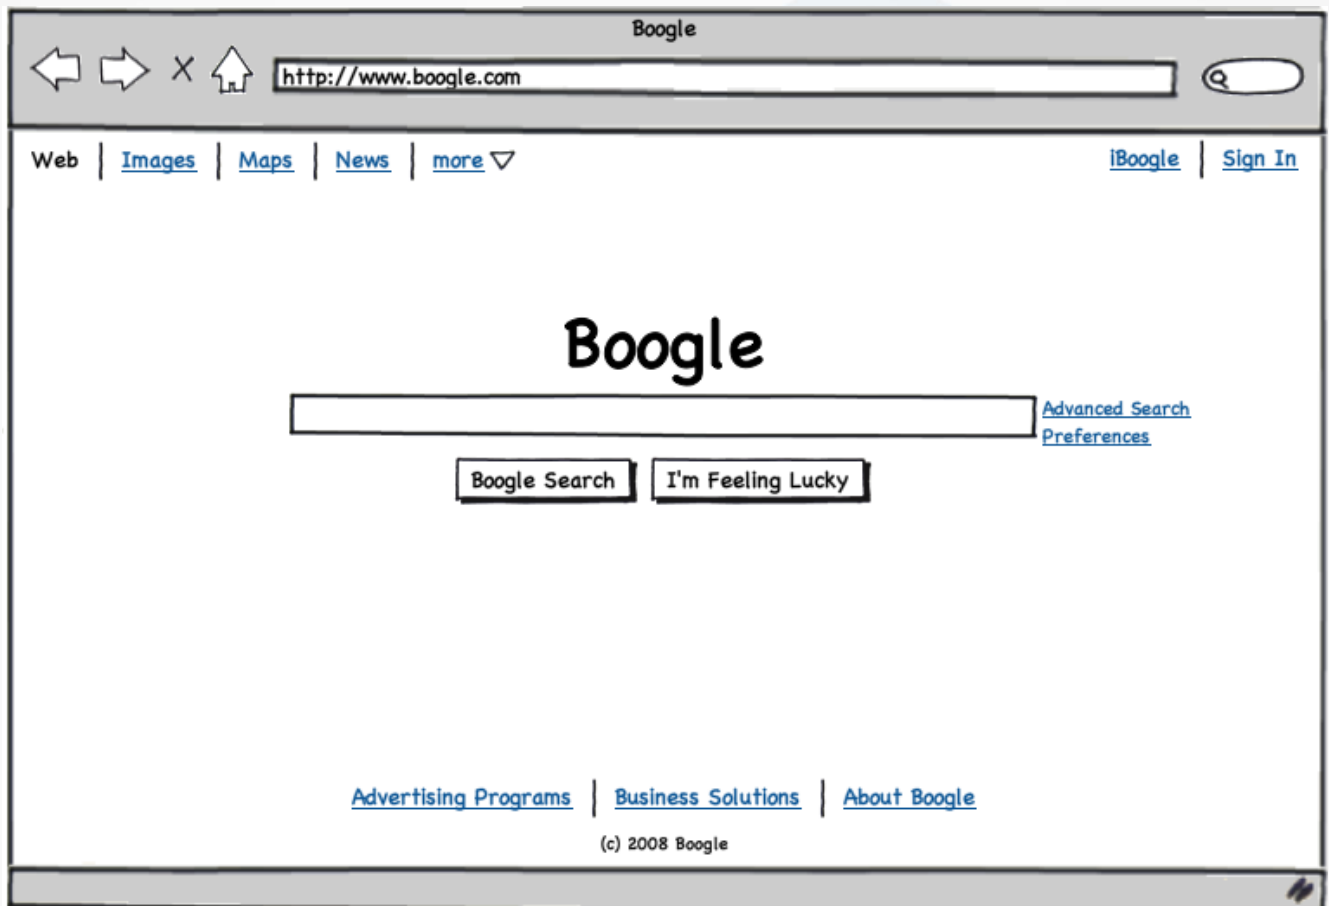 Boogle
http://www.boogle.com
Web Images Maps News more iBoogle Sign In
Boogle
Advanced Search
Preferences
Boogle Search I'm Feeling Lucky
Advertising Programs Business Solutions About Boogle
(c) 2008 Boogle